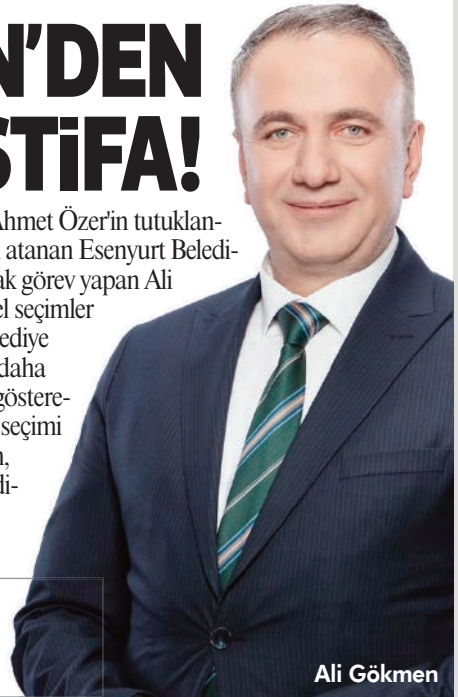 N'DEN
STİFA!
Ahmet Özer'in tutuklan-
atanan Esenyurt Beledi-
ak görev yapan Ali
el seçimler
ediye
daha
göstere-
seçimi
n,
di-
Ali Gökmen